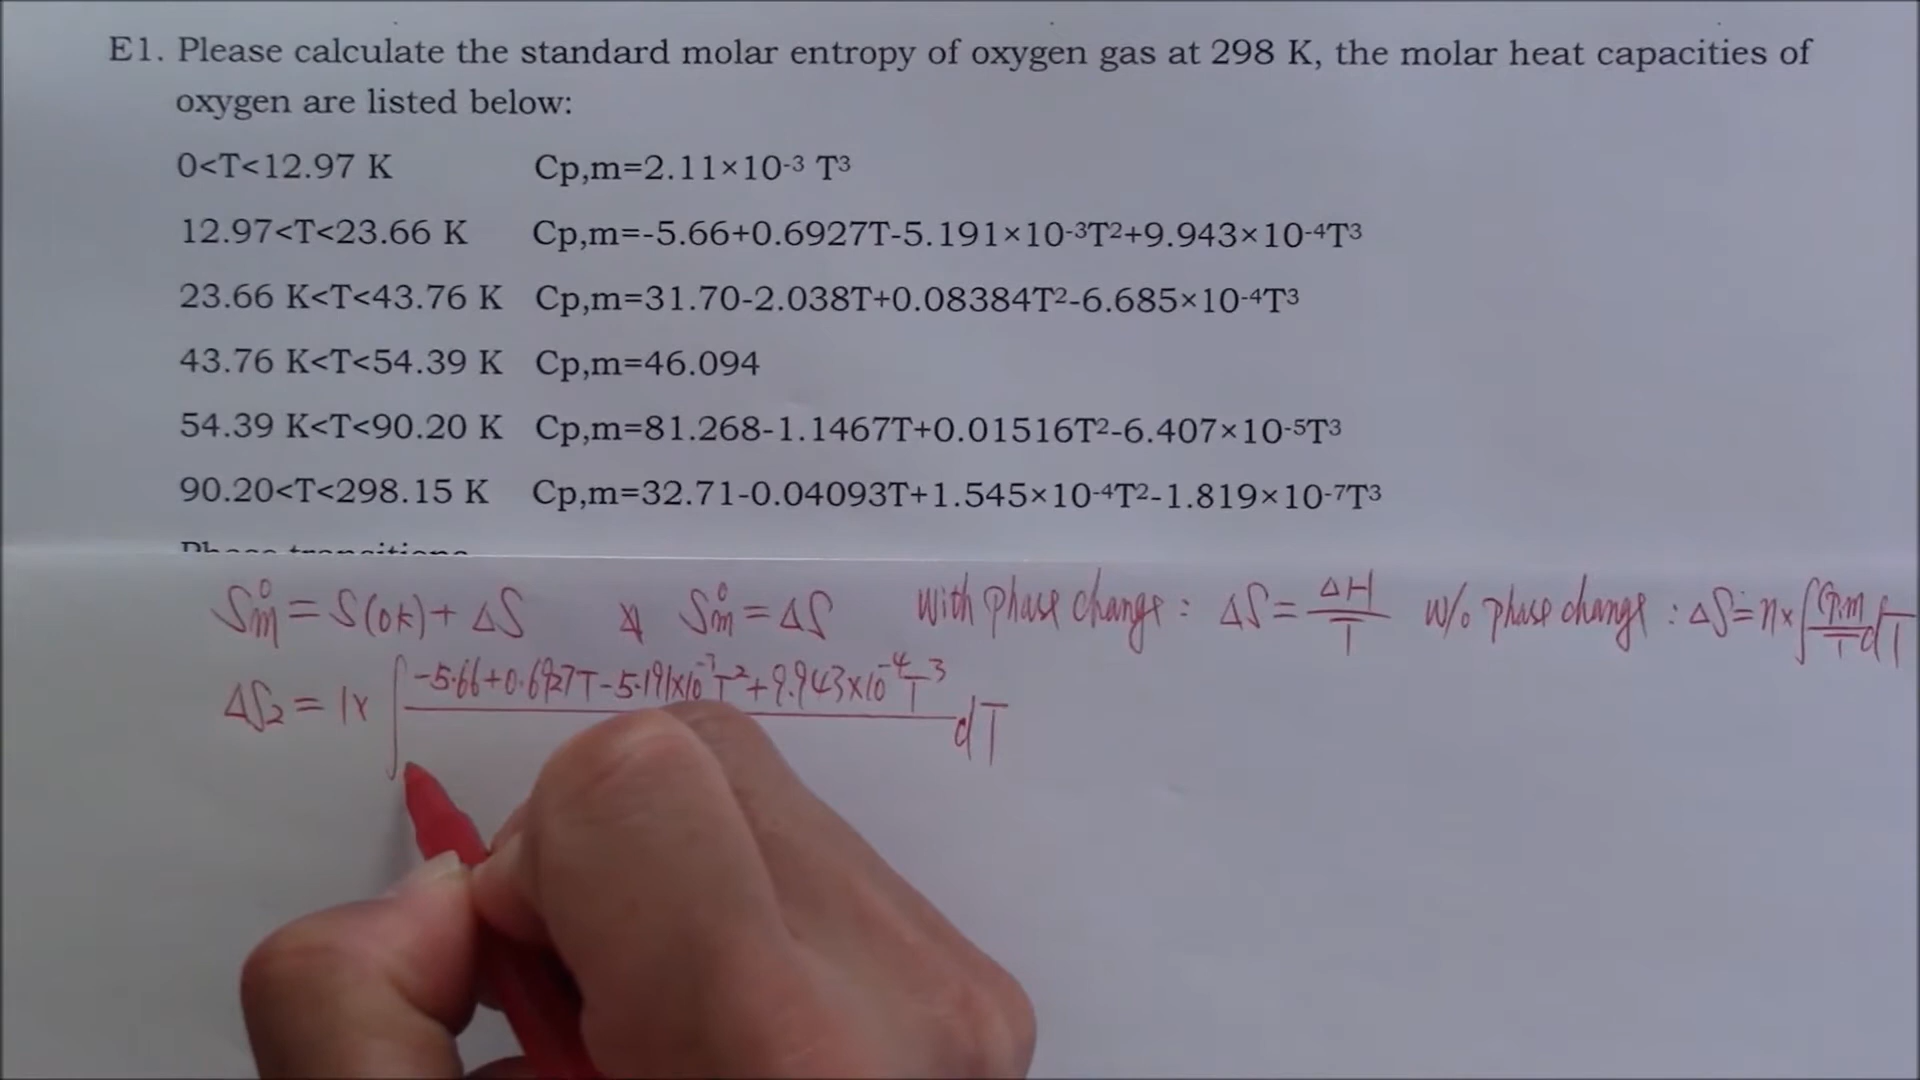 E1. Please calculate the standard molar entropy of oxygen gas at 298 K, the molar heat capacities of
oxygen are listed below:
0<T<12.97 K Cp,m=2.11×10⁻³ T³
12.97<T<23.66 K Cp,m=-5.66+0.6927T-5.191×10⁻³T²+9.943×10⁻⁴T³
23.66 K<T<43.76 K Cp,m=31.70-2.038T+0.08384T²-6.685×10⁻⁴T³
43.76 K<T<54.39 K Cp,m=46.094
54.39 K<T<90.20 K Cp,m=81.268-1.1467T+0.01516T²-6.407×10⁻⁵T³
90.20<T<298.15 K Cp,m=32.71-0.04093T+1.545×10⁻⁴T²-1.819×10⁻⁷T³
S°m = S(0K) + ΔS S°m = ΔS With phase change: ΔS = ΔH/T w/o phase change: ΔS = n× ∫ Cp,m/T dT
ΔS₂ = 1× ∫ -5.66+0.6927T-5.191×10⁻³T²+9.943×10⁻⁴T³ dT